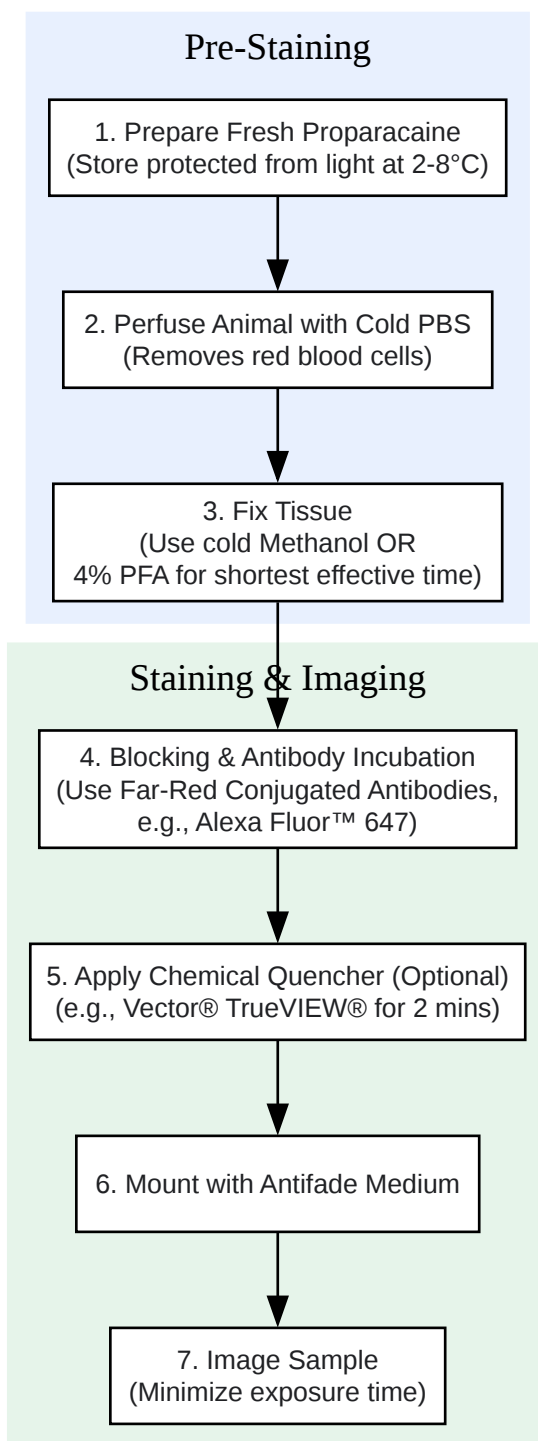 Pre-Staining
1. Prepare Fresh Proparacaine
(Store protected from light at 2-8°C)
2. Perfuse Animal with Cold PBS
(Removes red blood cells)
3. Fix Tissue
(Use cold Methanol OR
4% PFA for shortest effective time)
Staining & Imaging
4. Blocking & Antibody Incubation
(Use Far-Red Conjugated Antibodies,
e.g., Alexa Fluor™ 647)
5. Apply Chemical Quencher (Optional)
(e.g., Vector® TrueVIEW® for 2 mins)
6. Mount with Antifade Medium
7. Image Sample
(Minimize exposure time)